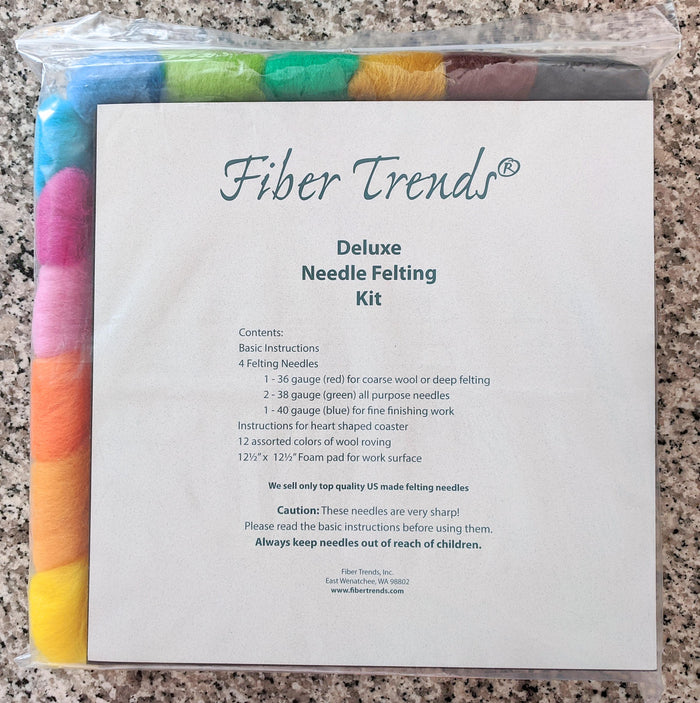 Fiber Trends®
Deluxe
Needle Felting
Kit
Contents:
Basic Instructions
4 Felting Needles
1 - 36 gauge (red) for coarse wool or deep felting
2 - 38 gauge (green) all purpose needles
1 - 40 gauge (blue) for fine finishing work
Instructions for heart shaped coaster
12 assorted colors of wool roving
12½" x 12½" Foam pad for work surface
We sell only top quality US made felting needles
Caution: These needles are very sharp!
Please read the basic instructions before using them.
Always keep needles out of reach of children.
Fiber Trends, Inc.
East Wenatchee, WA 98802
www.fibertrends.com